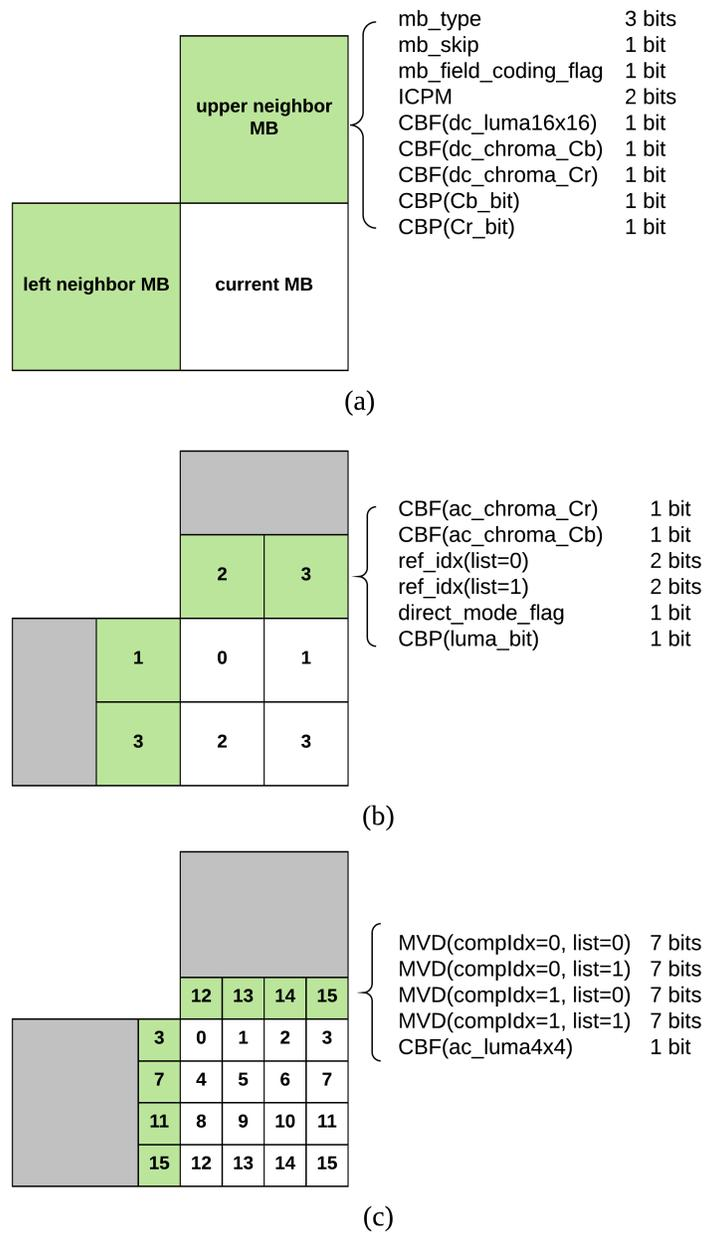 mb_type 3 bits
mb_skip 1 bit
mb_field_coding_flag 1 bit
upper neighbor
MB
ICPM 2 bits
CBF(dc_luma16x16) 1 bit
CBF(dc_chroma_Cb) 1 bit
CBF(dc_chroma_Cr) 1 bit
CBP(Cb_bit) 1 bit
CBP(Cr_bit) 1 bit
left neighbor MB current MB
(a)
CBF(ac_chroma_Cr) 1 bit
CBF(ac_chroma_Cb) 1 bit
ref_idx(list=0) 2 bits
2 3
ref_idx(list=1) 2 bits
direct_mode_flag 1 bit
CBP(luma_bit) 1 bit
1 0 1
3 2 3
(b)
MVD(compIdx=0, list=0) 7 bits
MVD(compIdx=0, list=1) 7 bits
12 13 14 15
MVD(compIdx=1, list=0) 7 bits
MVD(compIdx=1, list=1) 7 bits
3 0 1 2 3
CBF(ac_luma4x4) 1 bit
7 4 5 6 7
11 8 9 10 11
15 12 13 14 15
(c)